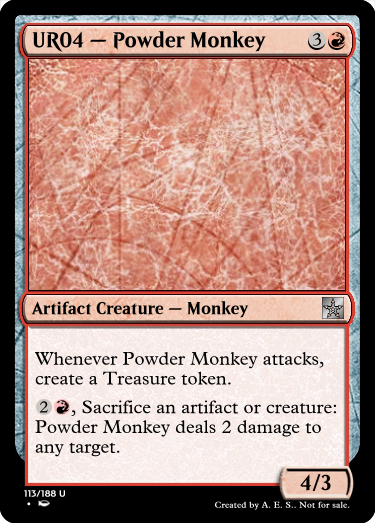 UR04 — Powder Monkey 3
Artifact Creature — Monkey
Whenever Powder Monkey attacks,
create a Treasure token.
2, Sacrifice an artifact or creature:
Powder Monkey deals 2 damage to
any target.
4/3
113/188 U
Created by A. E. S.. Not for sale.